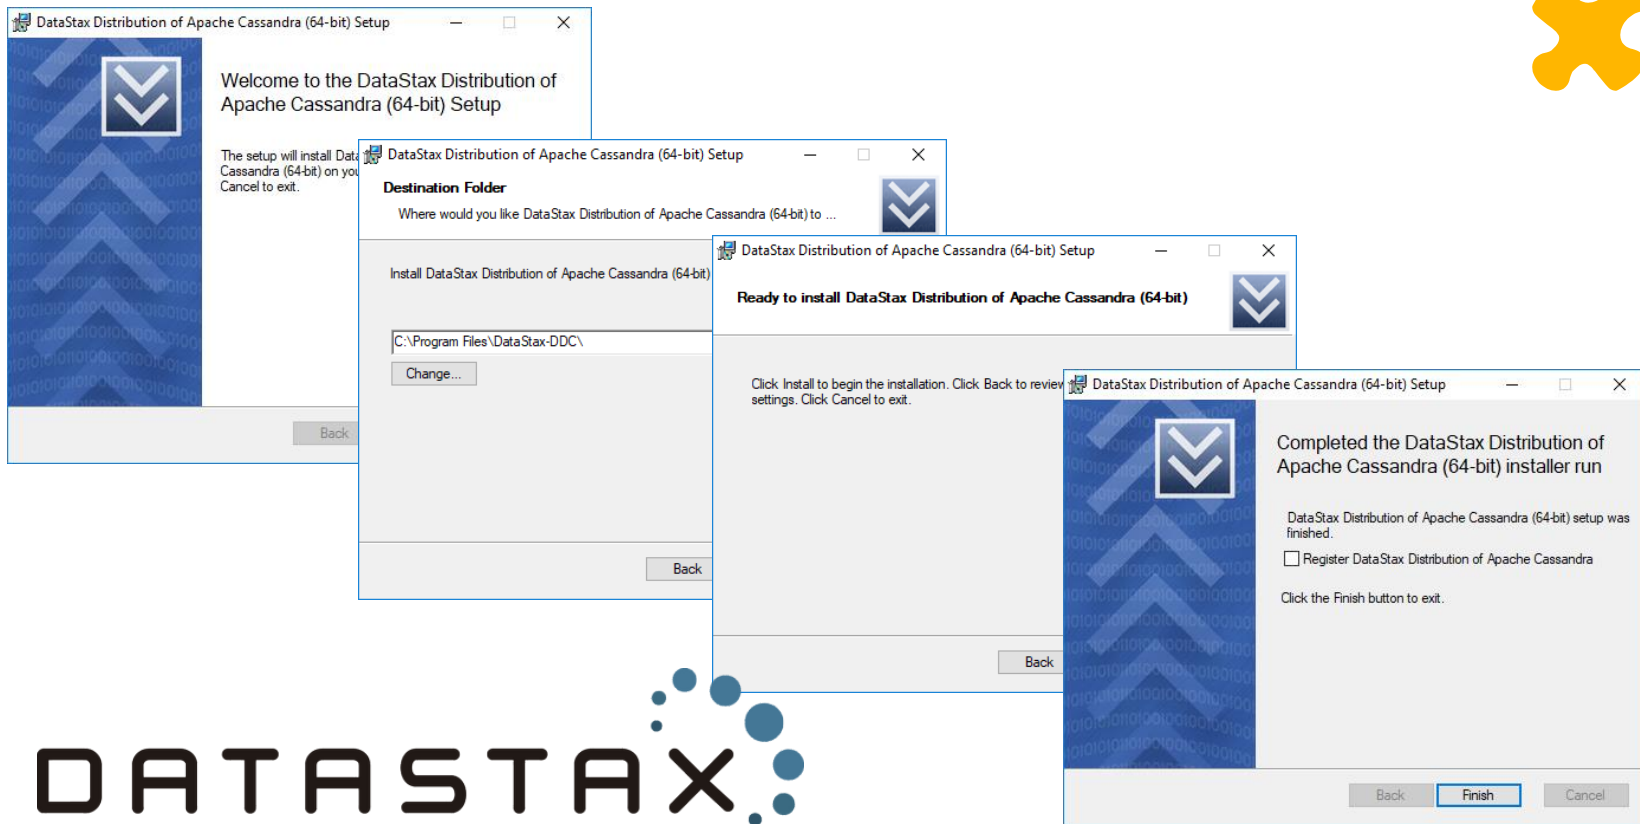 DataStax Distribution of Apache Cassandra (64-bit) Setup
Welcome to the DataStax Distribution of
Apache Cassandra (64-bit) Setup
The setup will install
Cassandra (64-bit) on
Cancel to exit.
Back
DataStax Distribution of Apache Cassandra (64-bit) Setup
Destination Folder
Where would you like DataStax Distribution of Apache Cassandra (64-bit) to ...
Install DataStax Distribution of Apache Cassandra (64-bit)
C:\Program Files\DataStax-DDC\
Change...
Back
DataStax Distribution of Apache Cassandra (64-bit) Setup
Ready to install DataStax Distribution of Apache Cassandra (64-bit)
Click Install to begin the installation. Click Back to review
settings. Click Cancel to exit.
Back
DataStax Distribution of Apache Cassandra (64-bit) Setup
Completed the DataStax Distribution of
Apache Cassandra (64-bit) installer run
DataStax Distribution of Apache Cassandra (64-bit) setup was
finished.
Register DataStax Distribution of Apache Cassandra
Click the Finish button to exit.
Back Finish Cancel
DATASTAX